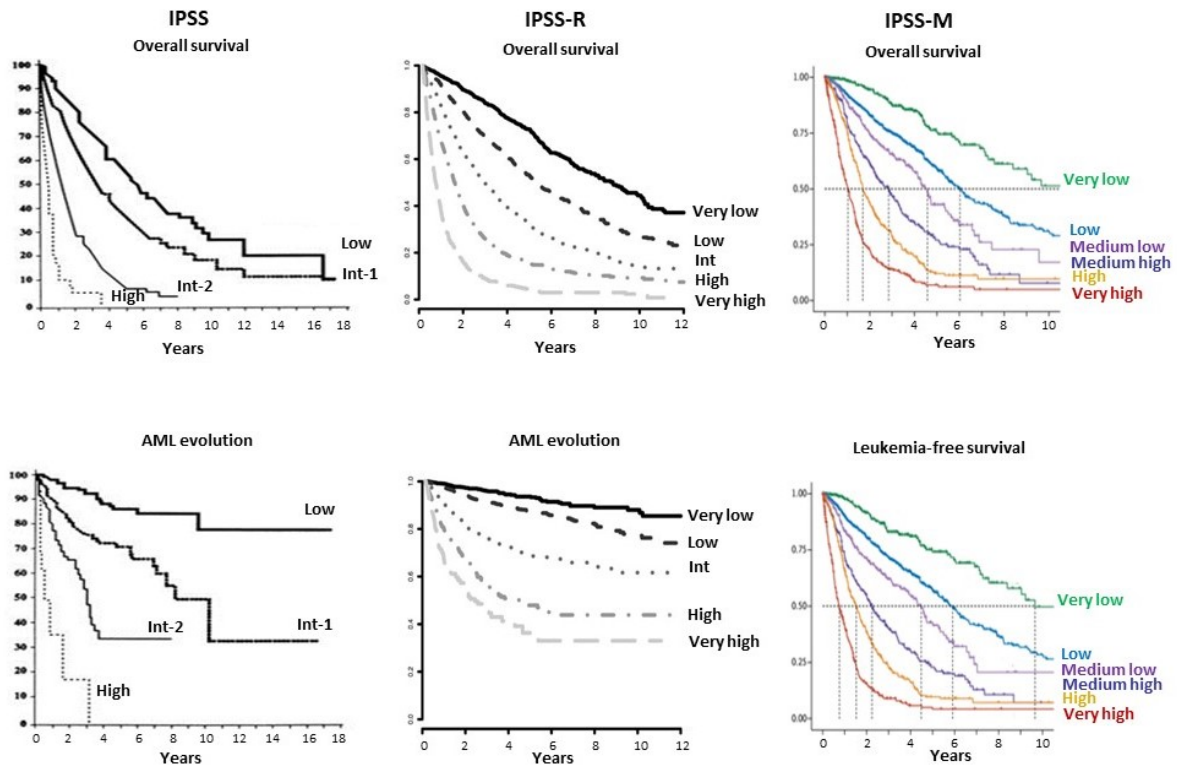 IPSS
Overall survival
100
90
80
70
60
50
40
30
20
10
0
Low
Int-1
Int-2
High
0 2 4 6 8 10 12 14 16 17 18
Years
IPSS-R
Overall survival
1.0
0.8
0.6
0.4
0.2
0.0
Very low
Low
Int
High
Very high
0 2 4 6 8 10 12
Years
IPSS-M
Overall survival
1.00
0.75
0.50
0.25
0.00
Very low
Low
Medium low
Medium high
High
Very high
0 2 4 6 8 10
Years
AML evolution
100
90
80
70
60
50
40
30
20
10
0
Low
Int-1
Int-2
High
0 2 4 6 8 10 12 14 16 18
Years
AML evolution
1.0
0.8
0.6
0.4
0.2
0.0
Very low
Low
Int
High
Very high
0 2 4 6 8 10 12
Years
Leukemia-free survival
1.00
0.75
0.50
0.25
0.00
Very low
Low
Medium low
Medium high
High
Very high
0 2 4 6 8 10
Years